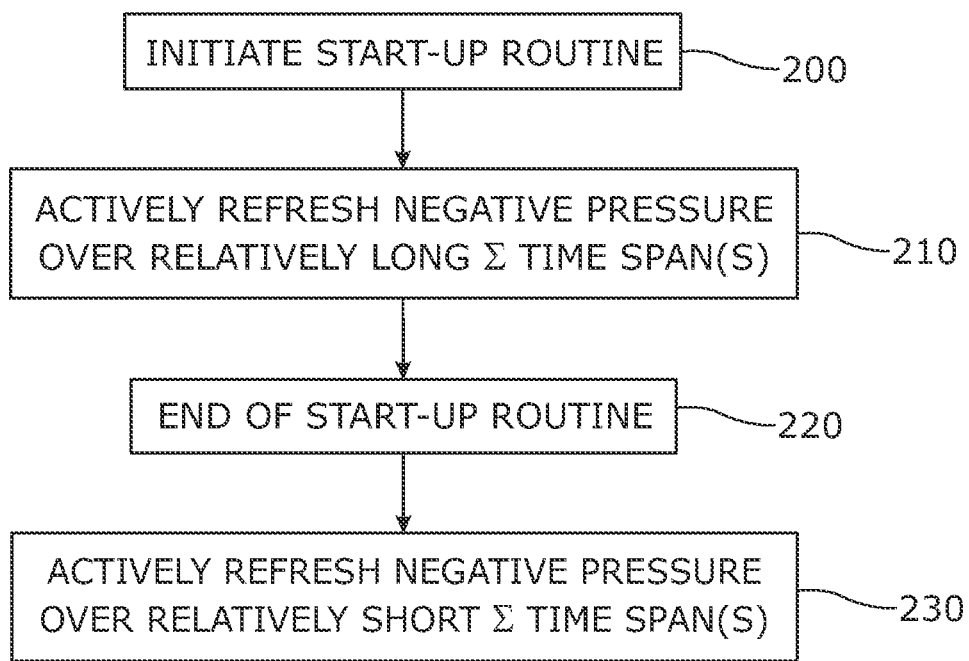 INITIATE START-UP ROUTINE
200
ACTIVELY REFRESH NEGATIVE PRESSURE
OVER RELATIVELY LONG Σ TIME SPAN(S)
210
END OF START-UP ROUTINE
220
ACTIVELY REFRESH NEGATIVE PRESSURE
OVER RELATIVELY SHORT Σ TIME SPAN(S)
230